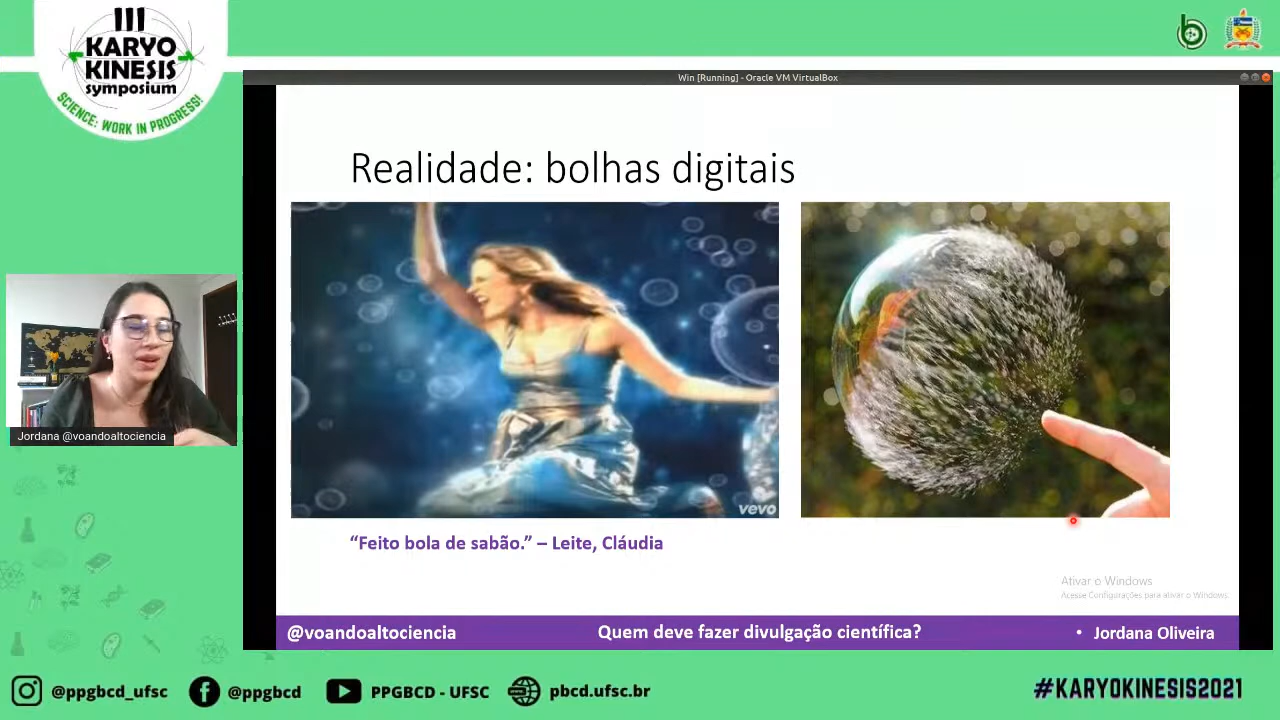 III
KARYO
KINESIS
symposium
SCIENCE: WORK IN PROGRESS!
Win [Running] - Oracle VM VirtualBox
Realidade: bolhas digitais
vevo
Jordana @voandoaltociencia
“Feito bola de sabão.” – Leite, Cláudia
Ativar o Windows
Acesse Configurações para ativar o Windows.
@voandoaltociencia
Quem deve fazer divulgação científica?
• Jordana Oliveira
@ppgbcd_ufsc
@ppgbcd
PPGBCD - UFSC
pbcd.ufsc.br
#KARYOKINESIS2021